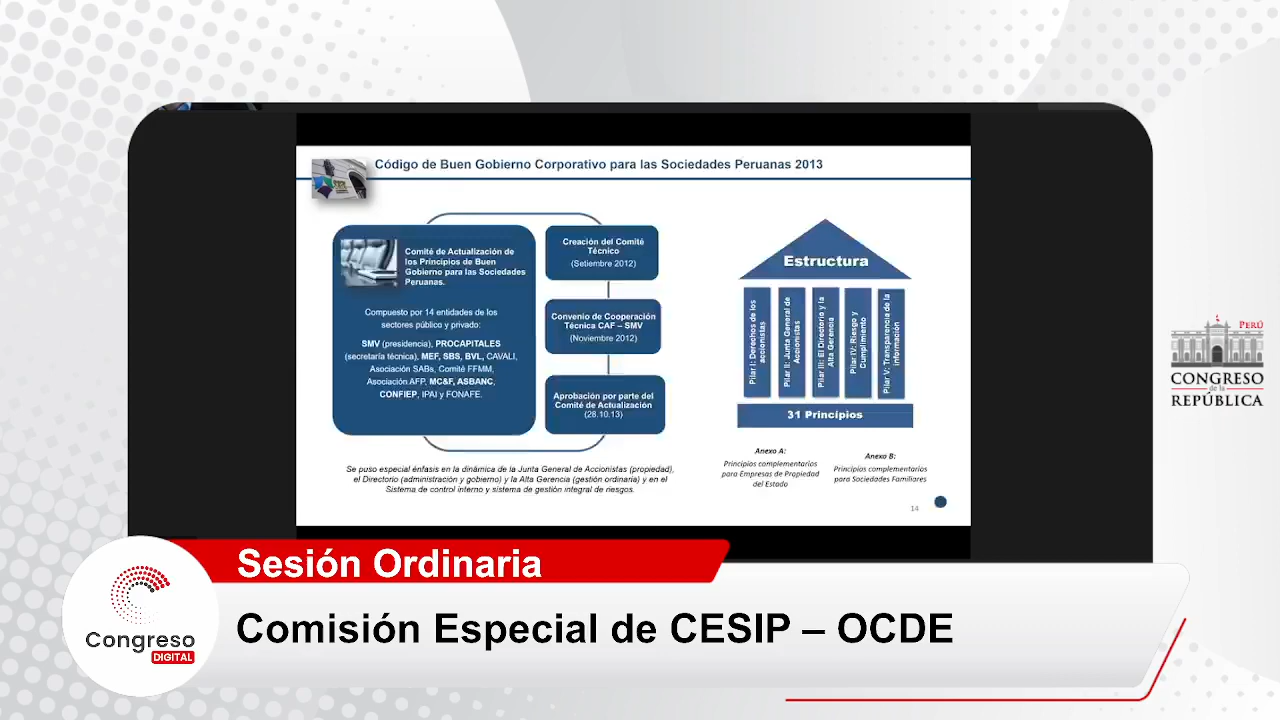 Código de Buen Gobierno Corporativo para las Sociedades Peruanas 2013
Comité de Actualización de
los Principios de Buen
Gobierno para las Sociedades
Peruanas.
Compuesto por 14 entidades de los
sectores público y privado:
SMV (presidencia), PROCAPITALES
(secretaría técnica), MEF, SBS, BVL, CAVALI,
Asociación SABs, Comité FFMM,
Asociación AFP, MC&F, ASBANC,
CONFIEP, IPAI y FONAFE.
Creación del Comité
Técnico
(Setiembre 2012)
Convenio de Cooperación
Técnica CAF – SMV
(Noviembre 2012)
Aprobación por parte del
Comité de Actualización
(28.10.13)
Se puso especial énfasis en la dinámica de la Junta General de Accionistas (propiedad),
el Directorio (administración y gobierno) y la Alta Gerencia (gestión ordinaria) y en el
Sistema de control interno y sistema de gestión integral de riesgos.
Estructura
Pilar I: Derechos de los
accionistas
Pilar II: Junta General de
Accionistas
Pilar III: El Directorio y la
Alta Gerencia
Pilar IV: Riesgo y
Cumplimiento
Pilar V: Transparencia de la
información
31 Principios
Anexo A:
Principios complementarios
para Empresas de Propiedad
del Estado
Anexo B:
Principios complementarios
para Sociedades Familiares
14
PERÚ
CONGRESO
de la
REPÚBLICA
Sesión Ordinaria
Comisión Especial de CESIP – OCDE
Congreso
DIGITAL